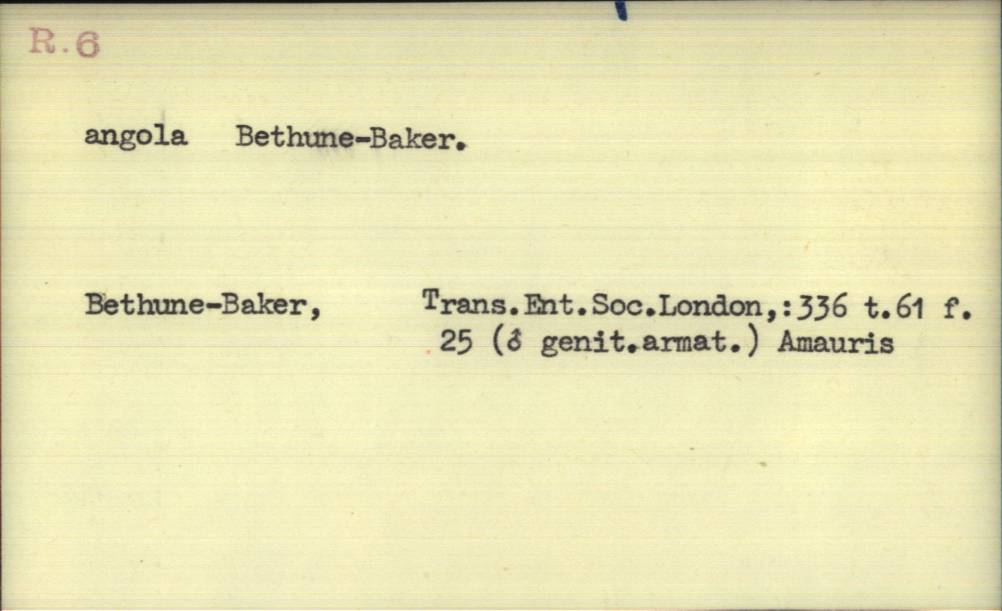 R.6
angola Bethune-Baker.
Bethune-Baker, Trans.Ent.Soc.London,:336 t.61 f.
25 (♂ genit.armat.) Amauris